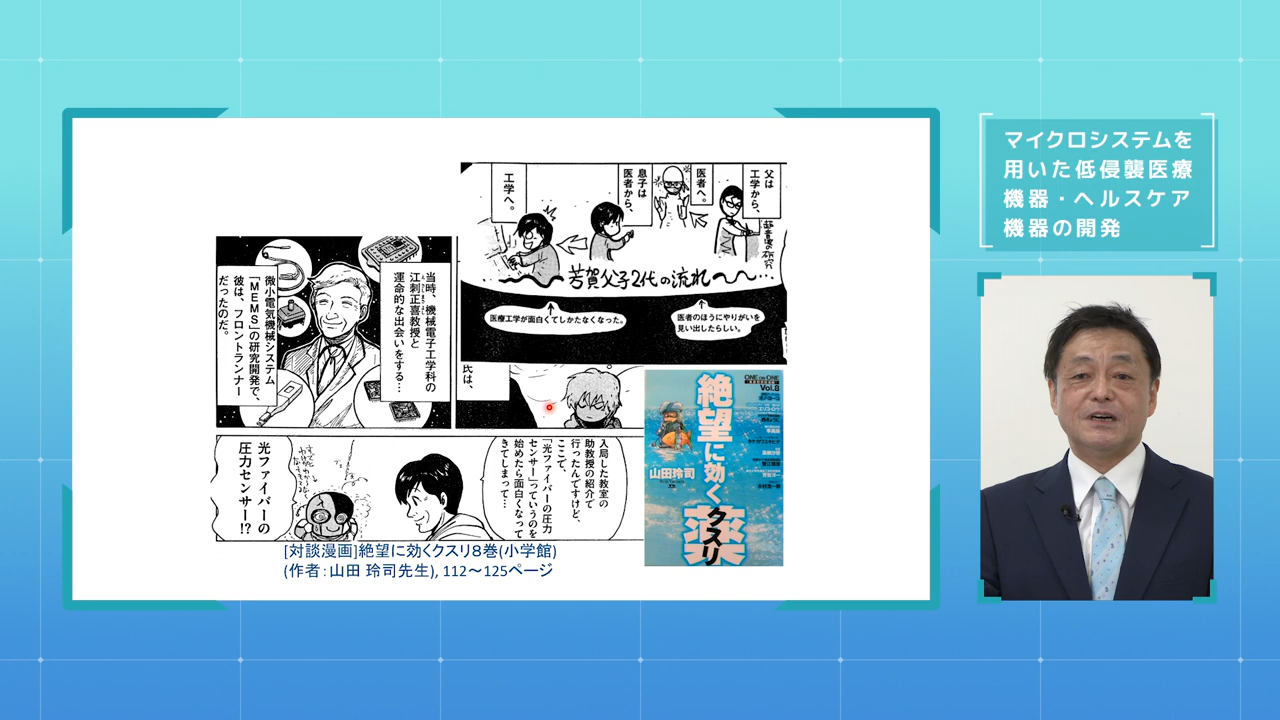 マイクロシステムを
用いた低侵襲医療
機器・ヘルスケア
機器の開発
父は
工学から、
医者へ。
息子は
医者から、
工学へ。
芳賀父子2代の流れ〜〜…
医者のほうにやりがいを
見い出したらしい。
医療工学が面白くてしかたなくなった。
当時、機械電子工学科の
江刺正喜教授と
運命的な出会いをする…
微小電気機械システム
「MEMS」の研究開発で、
彼は、フロントランナー
だったのだ。
氏は、
入局した教室の
助教授の紹介で
行ったんですけど、
ここで、
「光ファイバーの圧力
センサー」っていうのを
始めたら面白くなって
きてしまって…
光ファイバーの
圧力センサー!?
ONE ON ONE
Vol.8
絶望に効くクスリ
薬
山田玲司
[対談漫画]絶望に効くクスリ8巻(小学館)
(作者：山田 玲司先生), 112～125ページ